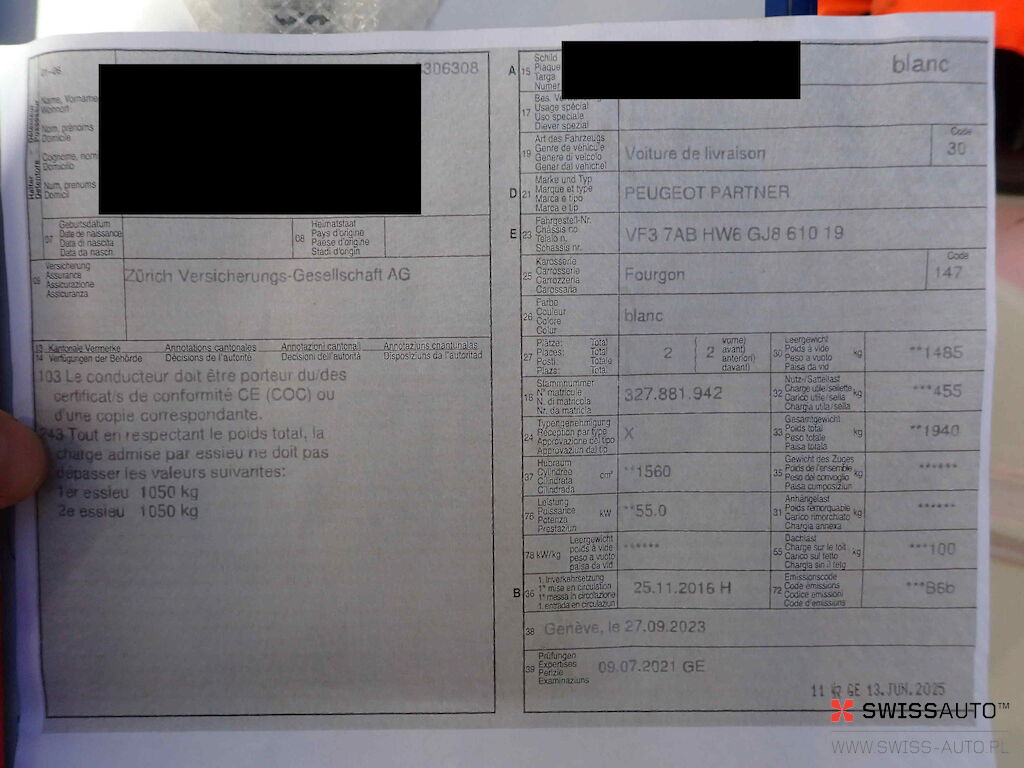 01-06
306308
Name, Vornamen
Wohnort
Nom, prénoms
Domicile
Cognome, nomi
Domicilio
Num, prenums
Domicil
07
Geburtsdatum
Date de naissance
Data di nascita
Data da nasch.
08
Heimatstaat
Pays d'origine
Paese d'origine
Stadi d'origin
09
Versicherung
Assurance
Assicurazione
Assicuranza
Zürich Versicherungs-Gesellschaft AG
13 Kantonale Vermerke Annotations cantonales Annotazioni cantonali Annotaziuns chantunalas
14 Verfügungen der Behörde Décisions de l'autorité Decisioni dell'autorità Disposiziuns da l'autoritad
103 Le conducteur doit être porteur du/des
certificat/s de conformité CE (COC) ou
d'une copie correspondante.
243 Tout en respectant le poids total, la
charge admise par essieu ne doit pas
dépasser les valeurs suivantes:
1er essieu 1050 kg
2e essieu 1050 kg
A 15
Schild
Plaque
Targa
Numer
blanc
17
Usage spécial
Uso speciale
Diever spezial
19
Art des Fahrzeugs
Genre de véhicule
Genere di veicolo
Gener dal vehichel
Voiture de livraison
Code
30
D 21
Marke und Typ
Marque et type
Marca e tipo
Marca e tip
PEUGEOT PARTNER
E 23
Fahrgestell-Nr.
Châssis no
Telaio n.
Schassis nr.
VF3 7AB HW6 GJ8 610 19
25
Karosserie
Carrosserie
Carrozzeria
Carossaria
Fourgon
Code
147
26
Farbe
Couleur
Colore
Colur
blanc
27
Plätze: Total
Places: Total
Posti: Totale
Plazs: Total
2
( 2
vorne)
avant)
anteriori)
davant)
30
Leergewicht
Poids à vide
Peso a vuoto
Paisa da vid
kg
**1485
18
Stammnummer
N° matricule
N. di matricola
Nr. da matricla
327.881.942
32
Nutz-/Sattellast
Charge utile/sellette
Carico utile/sella
Chargia utila/sella
kg
***455
24
Typengenehmigung
Réception par type
Approvazione del tipo
Approvaziun dal tip
X
33
Gesamtgewicht
Poids total
Peso totale
Paisa totala
kg
**1940
37
Hubraum
Cylindrée
Cilindrata
Cilindrada
cm³
**1560
35
Gewicht des Zuges
Poids de l'ensemble
Peso del convoglio
Paisa cumposiziun
kg
******
76
Leistung
Puissance
Potenza
Prestaziun
kW
**55.0
31
Anhängelast
Poids remorquable
Carico rimorchiato
Chargia annexa
kg
******
78 kW/kg
Leergewicht
poids à vide
peso a vuoto
paisa da vid
******
55
Dachlast
Charge sur le toit
Carico sul tetto
Chargia sin il tetg
kg
***100
B 36
1. Inverkehrsetzung
1re mise en circulation
1a messa in circolazione
1. entrada en circulaziun
25.11.2016 H
72
Emissionscode
Code émissions
Codice emissioni
Code d'emissions
***B6b
38
Genève, le 27.09.2023
39
Prüfungen
Expertises
Perizie
Examinaziuns
09.07.2021 GE
GE 13. JUN. 2025
SWISSAUTO™
WWW.SWISS-AUTO.PL